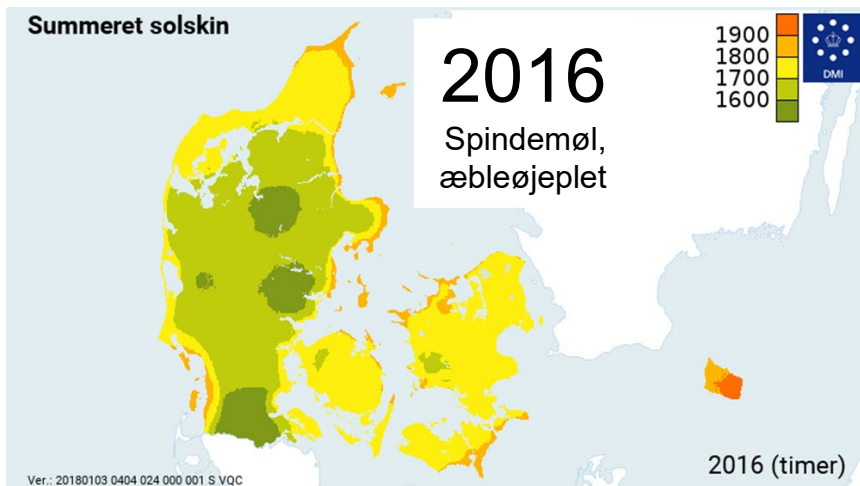 Summeret solskin
2016
Spindemøl,
æbleøjeplet
1900
1800
1700
1600
DMI
2016 (timer)
Ver.: 20180103 0404 024 000 001 S VQC